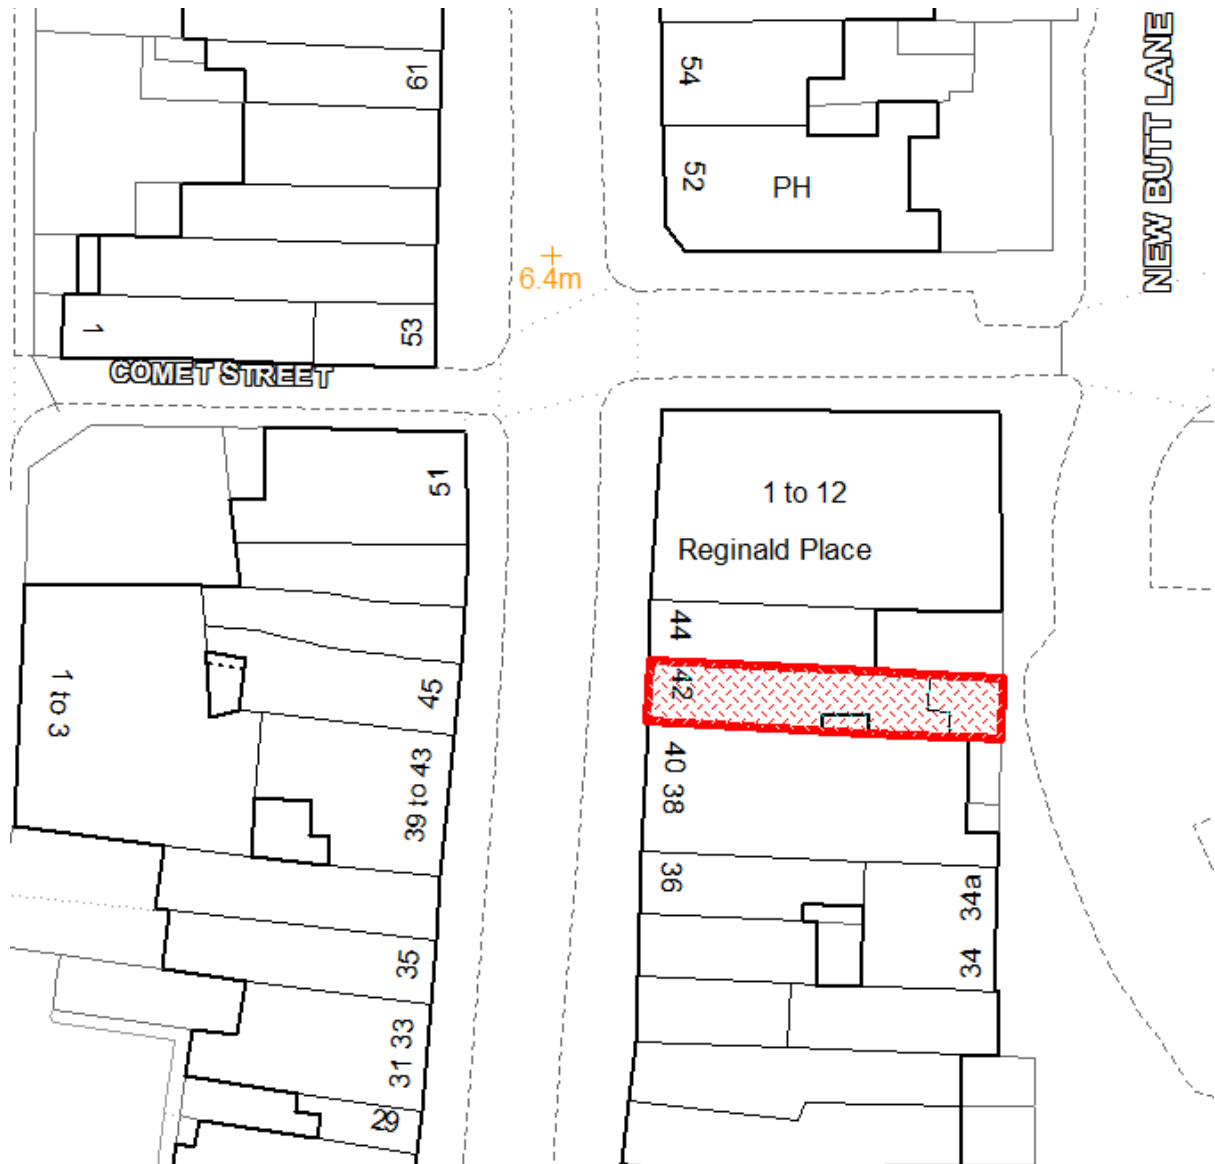 61
54
52
PH
NEW BUTT LANE
6.4m
1
53
COMET STREET
51
1 to 12
Reginald Place
44
42
45
1 to 3
40 38
39 to 43
36
34a
34
35
31 33
29